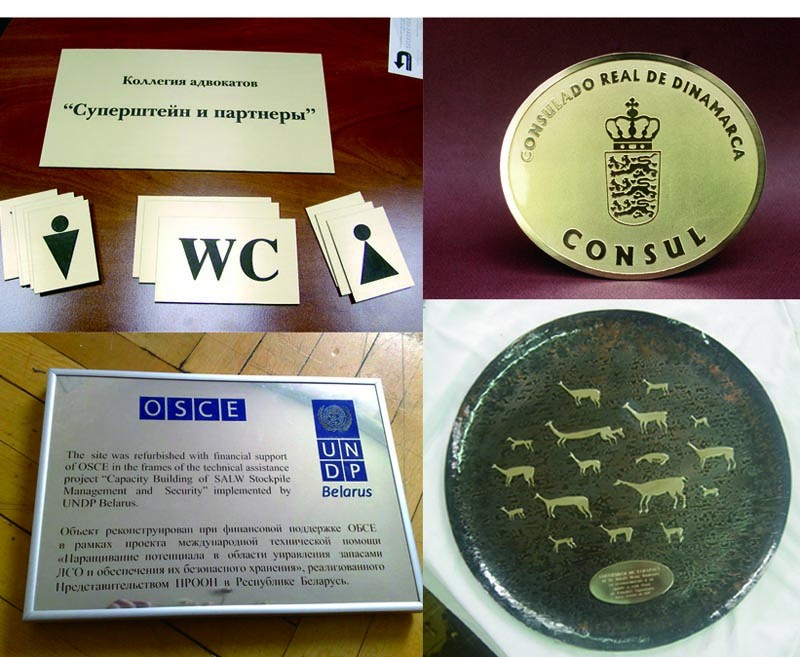 Коллегия адвокатов
“Суперштейн и партнеры”
WC
CONSULADO REAL DE DINAMARCA
CONSUL
OSCE
UN
DP
Belarus
The site was refurbished with financial support
of OSCE in the frames of the technical assistance
project “Capacity Building of SALW Stockpile
Management and Security” implemented by
UNDP Belarus.
Объект реконструирован при финансовой поддержке ОБСЕ
в рамках проекта международной технической помощи
«Наращивание потенциала в области управления запасами
ЛСО и обеспечения их безопасного хранения», реализованного
Представительством ПРООН в Республике Беларусь.